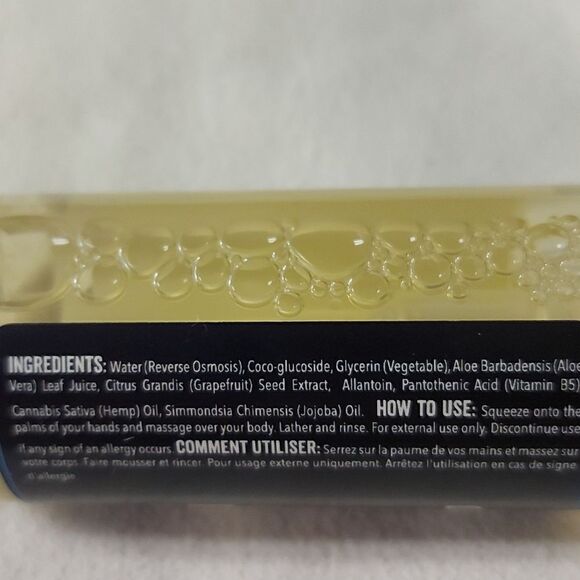 INGREDIENTS: Water (Reverse Osmosis), Coco-glucoside, Glycerin (Vegetable), Aloe Barbadensis (Aloe
Vera) Leaf Juice, Citrus Grandis (Grapefruit) Seed Extract, Allantoin, Pantothenic Acid (Vitamin B5)
Cannabis Sativa (Hemp) Oil, Simmondsia Chimensis (Jojoba) Oil. HOW TO USE: Squeeze onto the
palms of your hands and massage over your body. Lather and rinse. For external use only. Discontinue use
if any sign of an allergy occurs. COMMENT UTILISER: Serrez sur la paume de vos mains et massez sur
votre corps. Faire mousser et rincer. Pour usage externe uniquement. Arrêtez l'utilisation en cas de signe
d'allergie